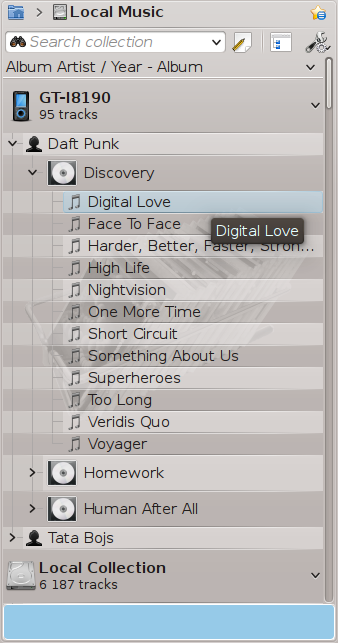 Local Music
Search collection
Album Artist / Year - Album
GT-I8190
95 tracks
Daft Punk
Discovery
Digital Love
Face To Face
Digital Love
Harder, Better, Faster, Stron...
High Life
Nightvision
One More Time
Short Circuit
Something About Us
Superheroes
Too Long
Veridis Quo
Voyager
Homework
Human After All
Tata Bojs
Local Collection
6 187 tracks